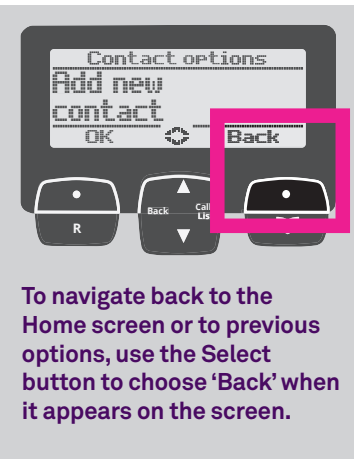 Contact options
Add new
contact
OK Back
Back Call
List
R
To navigate back to the
Home screen or to previous
options, use the Select
button to choose ‘Back’ when
it appears on the screen.